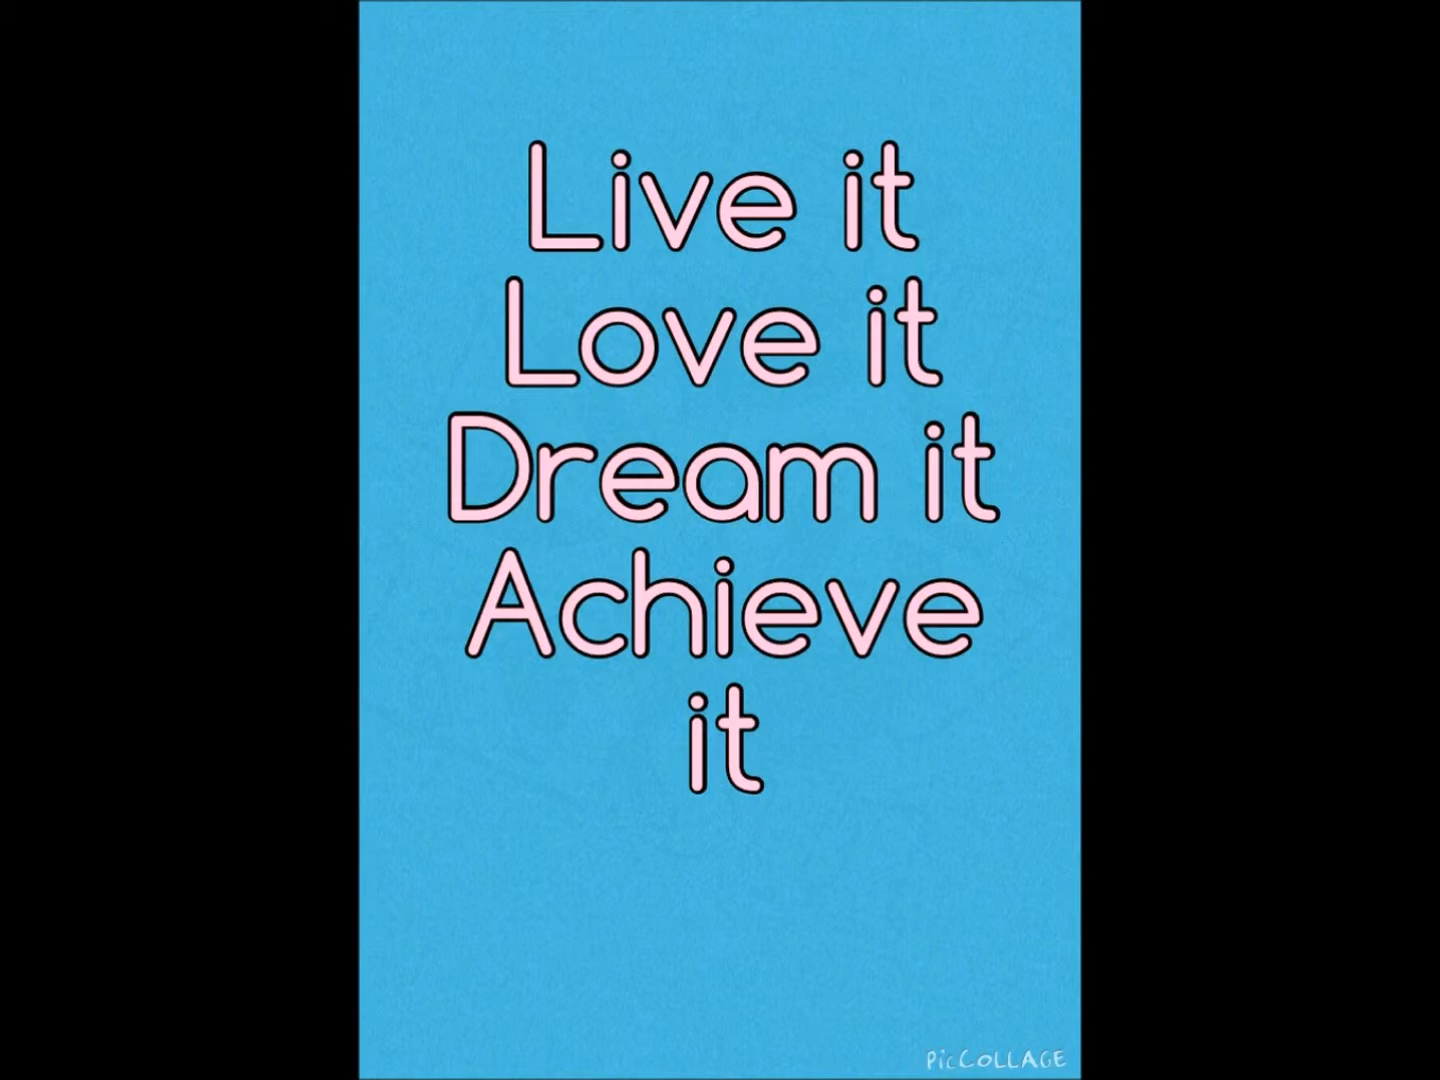 Live it
Love it
Dream it
Achieve
it
PicCOLLAGE